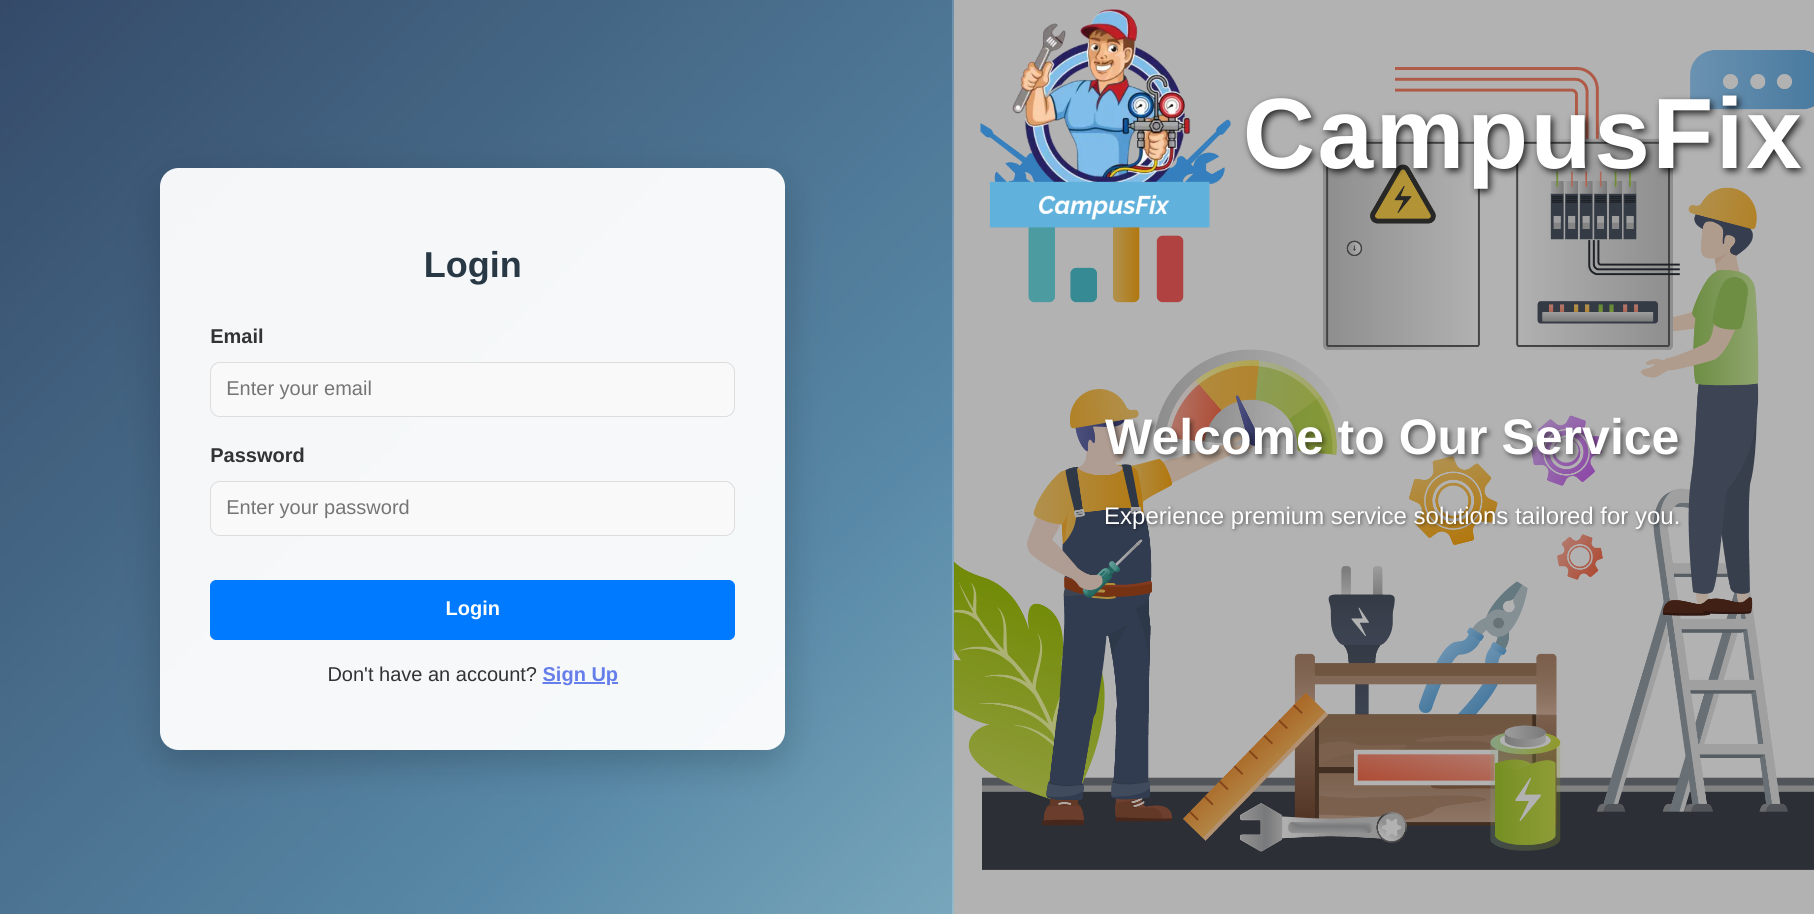 Login
Email
Enter your email
Password
Enter your password
Login
Don't have an account? Sign Up
CampusFix
CampusFix
Welcome to Our Service
Experience premium service solutions tailored for you.